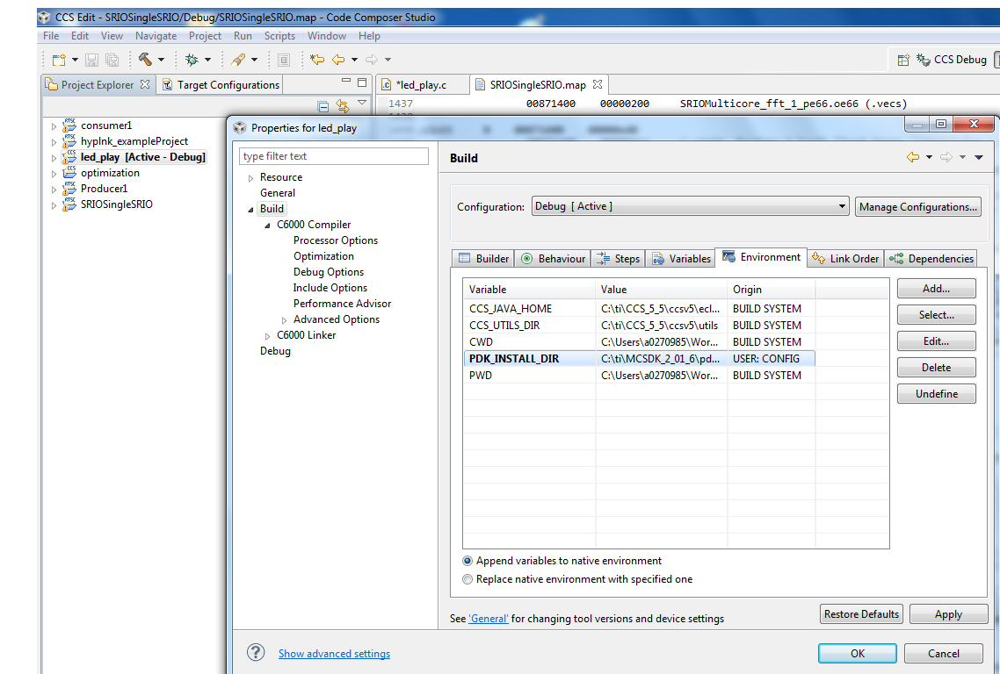 CCS Edit - SRIOSingleSRIO/Debug/SRIOSingleSRIO.map - Code Composer Studio
File Edit View Navigate Project Run Scripts Window Help
CCS Debug
Project Explorer Target Configurations
*led_play.c SRIOSingleSRIO.map
1437 00871400 00000200 SRIOMulticore_fft_1_pe66.oe66 (.vecs)
consumer1
hyplnk_exampleProject
led_play [Active - Debug]
optimization
Producer1
SRIOSingleSRIO
Properties for led_play
type filter text
Resource
General
Build
C6000 Compiler
Processor Options
Optimization
Debug Options
Include Options
Performance Advisor
Advanced Options
C6000 Linker
Debug
Build
Configuration: Debug [ Active ] Manage Configurations...
Builder Behaviour Steps Variables Environment Link Order Dependencies
Variable Value Origin
CCS_JAVA_HOME C:\ti\CCS_5_5\ccsv5\ecl... BUILD SYSTEM
CCS_UTILS_DIR C:\ti\CCS_5_5\ccsv5\utils BUILD SYSTEM
CWD C:\Users\a0270985\Wor... BUILD SYSTEM
PDK_INSTALL_DIR C:\ti\MCSDK_2_01_6\pd... USER: CONFIG
PWD C:\Users\a0270985\Wor... BUILD SYSTEM
Add...
Select...
Edit...
Delete
Undefine
Append variables to native environment
Replace native environment with specified one
See 'General' for changing tool versions and device settings
Restore Defaults Apply
Show advanced settings
OK Cancel